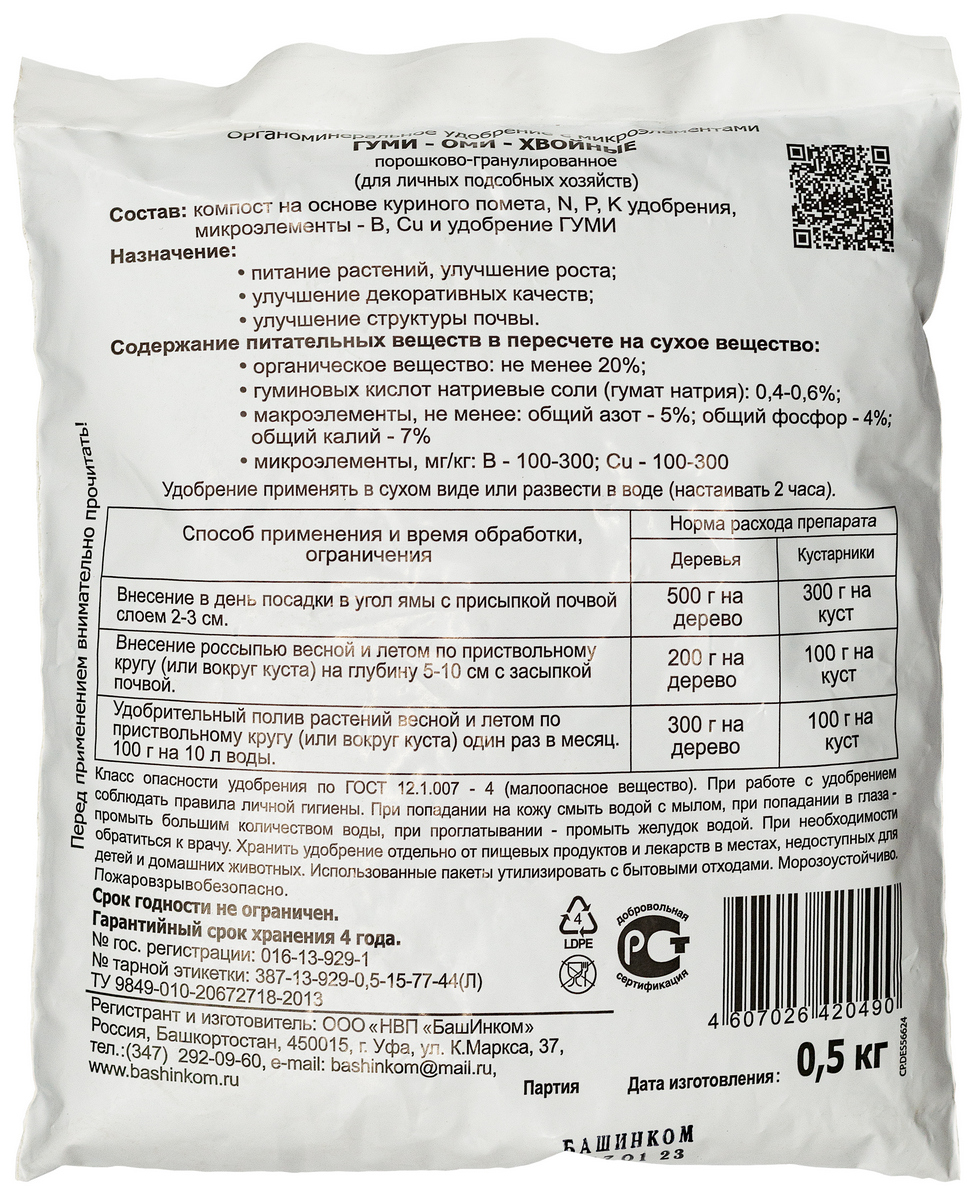 Органоминеральное удобрение с микроэлементами
ГУМИ - ОМИ - ХВОЙНЫЕ
порошково-гранулированное
(для личных подсобных хозяйств)
Состав: компост на основе куриного помета, N, P, K удобрения,
микроэлементы - B, Cu и удобрение ГУМИ
Назначение:
• питание растений, улучшение роста;
• улучшение декоративных качеств;
• улучшение структуры почвы.
Содержание питательных веществ в пересчете на сухое вещество:
• органическое вещество: не менее 20%;
• гуминовых кислот натриевые соли (гумат натрия): 0,4-0,6%;
• макроэлементы, не менее: общий азот - 5%; общий фосфор - 4%;
общий калий - 7%
• микроэлементы, мг/кг: B - 100-300; Cu - 100-300
Удобрение применять в сухом виде или развести в воде (настаивать 2 часа).
Перед применением внимательно прочитать!
Способ применения и время обработки,
ограничения
Норма расхода препарата
Деревья
Кустарники
Внесение в день посадки в угол ямы с присыпкой почвой
слоем 2-3 см.
500 г на
дерево
300 г на
куст
Внесение россыпью весной и летом по приствольному
кругу (или вокруг куста) на глубину 5-10 см с засыпкой
почвой.
200 г на
дерево
100 г на
куст
Удобрительный полив растений весной и летом по
приствольному кругу (или вокруг куста) один раз в месяц.
100 г на 10 л воды.
300 г на
дерево
100 г на
куст
Класс опасности удобрения по ГОСТ 12.1.007 - 4 (малоопасное вещество). При работе с удобрением
соблюдать правила личной гигиены. При попадании на кожу смыть водой с мылом, при попадании в глаза -
промыть большим количеством воды, при проглатывании - промыть желудок водой. При необходимости
обратиться к врачу. Хранить удобрение отдельно от пищевых продуктов и лекарств в местах, недоступных для
детей и домашних животных. Использованные пакеты утилизировать с бытовыми отходами. Морозоустойчиво.
Пожаровзрывобезопасно.
Срок годности не ограничен.
Гарантийный срок хранения 4 года.
№ гос. регистрации: 016-13-929-1
№ тарной этикетки: 387-13-929-0,5-15-77-44(Л)
ТУ 9849-010-20672718-2013
Регистрант и изготовитель: ООО «НВП «БашИнком»
Россия, Башкортостан, 450015, г. Уфа, ул. К.Маркса, 37,
тел.:(347) 292-09-60, e-mail: bashinkom@mail.ru,
www.bashinkom.ru
4
LDPE
добровольная
РСТ
сертификация
4 607026 420490
CP.DES56624
0,5 кг
Партия
Дата изготовления:
БАШИНКОМ
01 23